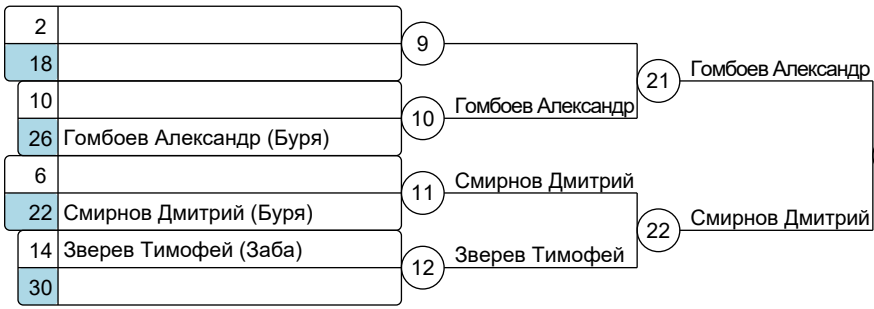 2
9
18
21 Гомбоев Александр
10
10 Гомбоев Александр
26 Гомбоев Александр (Буря)
6
11 Смирнов Дмитрий
22 Смирнов Дмитрий (Буря)
22 Смирнов Дмитрий
14 Зверев Тимофей (Заба)
12 Зверев Тимофей
30